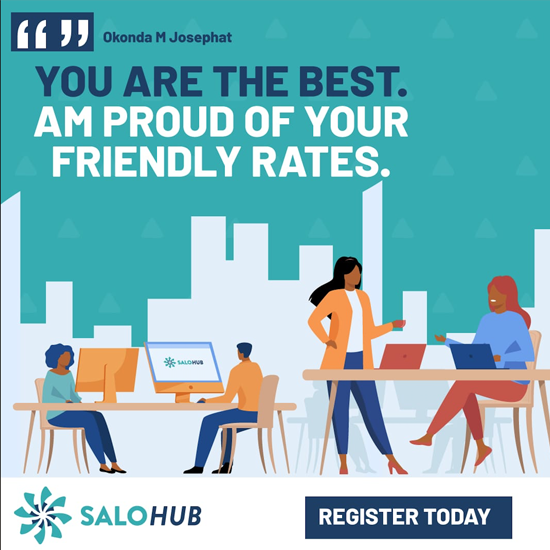 Okonda M Josephat
YOU ARE THE BEST.
AM PROUD OF YOUR
FRIENDLY RATES.
SALOHUB
SALOHUB
REGISTER TODAY